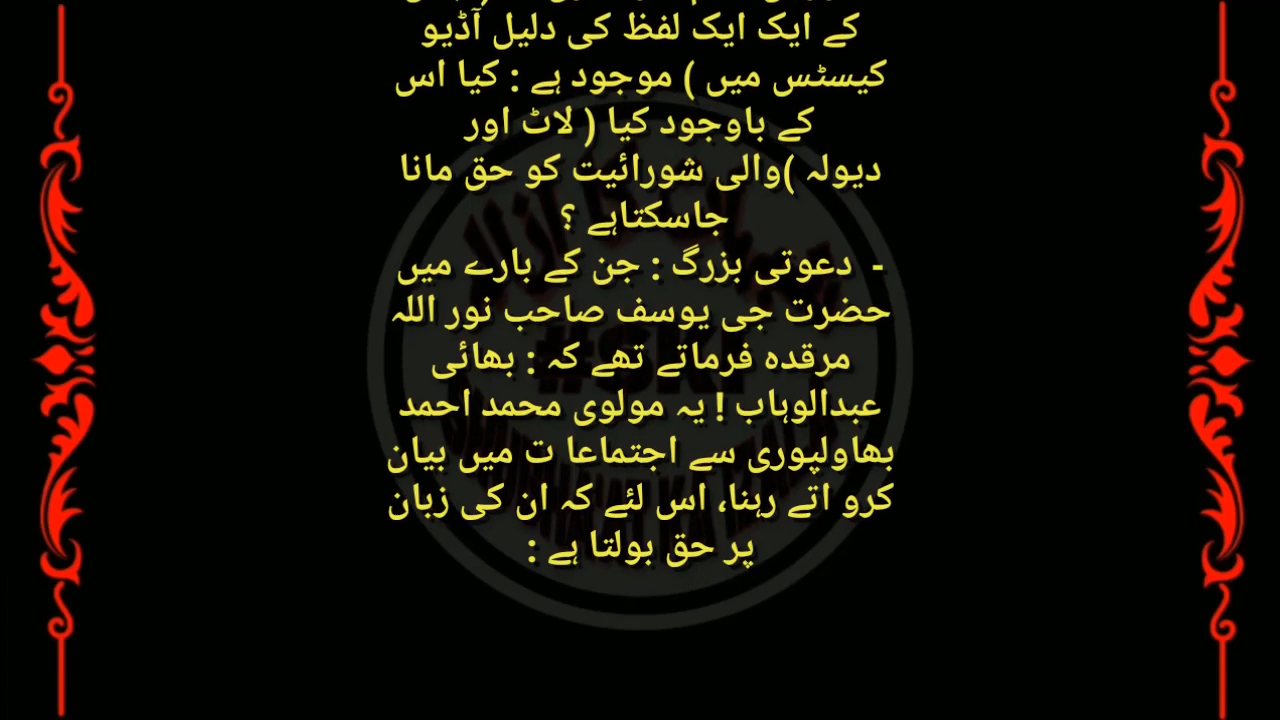 کے ایک ایک لفظ کی دلیل آڈیو
کیسٹس میں ) موجود ہے : کیا اس
کے باوجود کیا ( لاٹ اور
دیولہ )والی شورائیت کو حق مانا
جاسکتاہے ؟
- دعوتی بزرگ : جن کے بارے میں
حضرت جی یوسف صاحب نور اللہ
مرقدہ فرماتے تھے کہ : بھائی
عبدالوہاب ! یہ مولوی محمد احمد
بھاولپوری سے اجتماعا ت میں بیان
کرو اتے رہنا، اس لئے کہ ان کی زبان
پر حق بولتا ہے :
#SKI